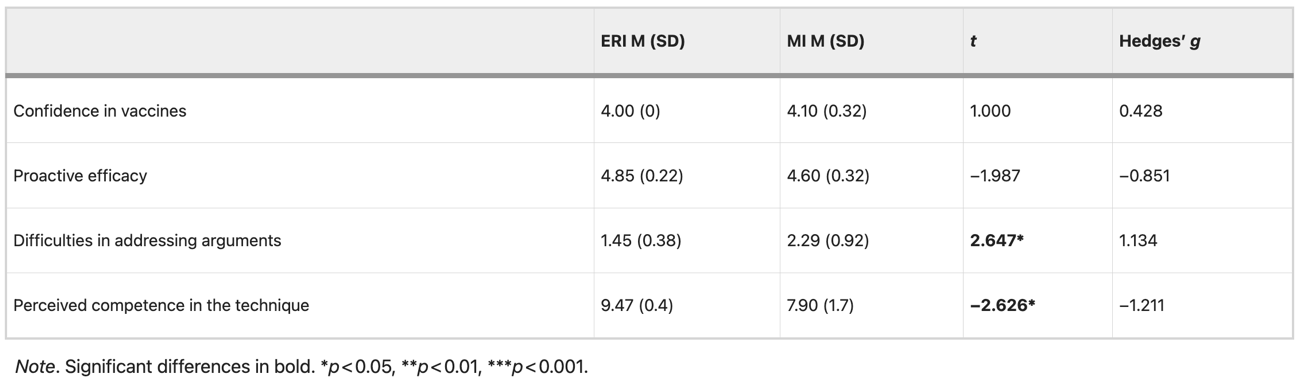 ERI M (SD) MI M (SD) t Hedges’ g
Confidence in vaccines 4.00 (0) 4.10 (0.32) 1.000 0.428
Proactive efficacy 4.85 (0.22) 4.60 (0.32) −1.987 −0.851
Difficulties in addressing arguments 1.45 (0.38) 2.29 (0.92) 2.647* 1.134
Perceived competence in the technique 9.47 (0.4) 7.90 (1.7) −2.626* −1.211
Note. Significant differences in bold. *p<0.05, **p<0.01, ***p<0.001.